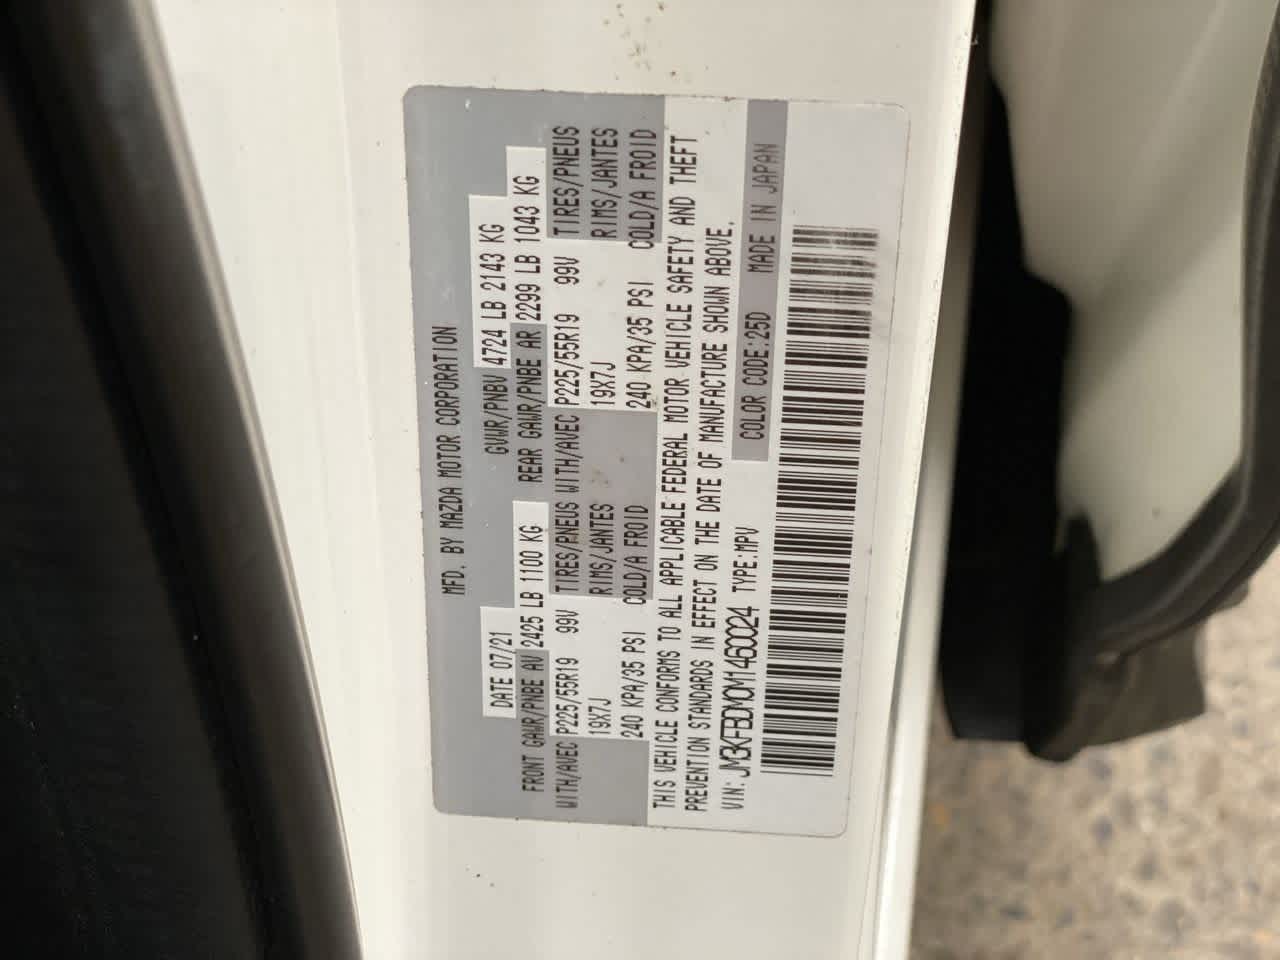 MFD. BY MAZDA MOTOR CORPORATION
DATE 07/21 GVWR/PNBV 4724 LB 2143 KG
FRONT GAWR/PNBE AV 2425 LB 1100 KG REAR GAWR/PNBE AR 2299 LB 1043 KG
WITH/AVEC P225/55R19 99V TIRES/PNEUS WITH/AVEC P225/55R19 99V TIRES/PNEUS
19X7J RIMS/JANTES 19X7J RIMS/JANTES
240 KPA/35 PSI COLD/A FROID 240 KPA/35 PSI COLD/A FROID
THIS VEHICLE CONFORMS TO ALL APPLICABLE FEDERAL MOTOR VEHICLE SAFETY AND THEFT
PREVENTION STANDARDS IN EFFECT ON THE DATE OF MANUFACTURE SHOWN ABOVE.
VIN: JM3KFBDM0M1460024 TYPE:MPV COLOR CODE:25D MADE IN JAPAN